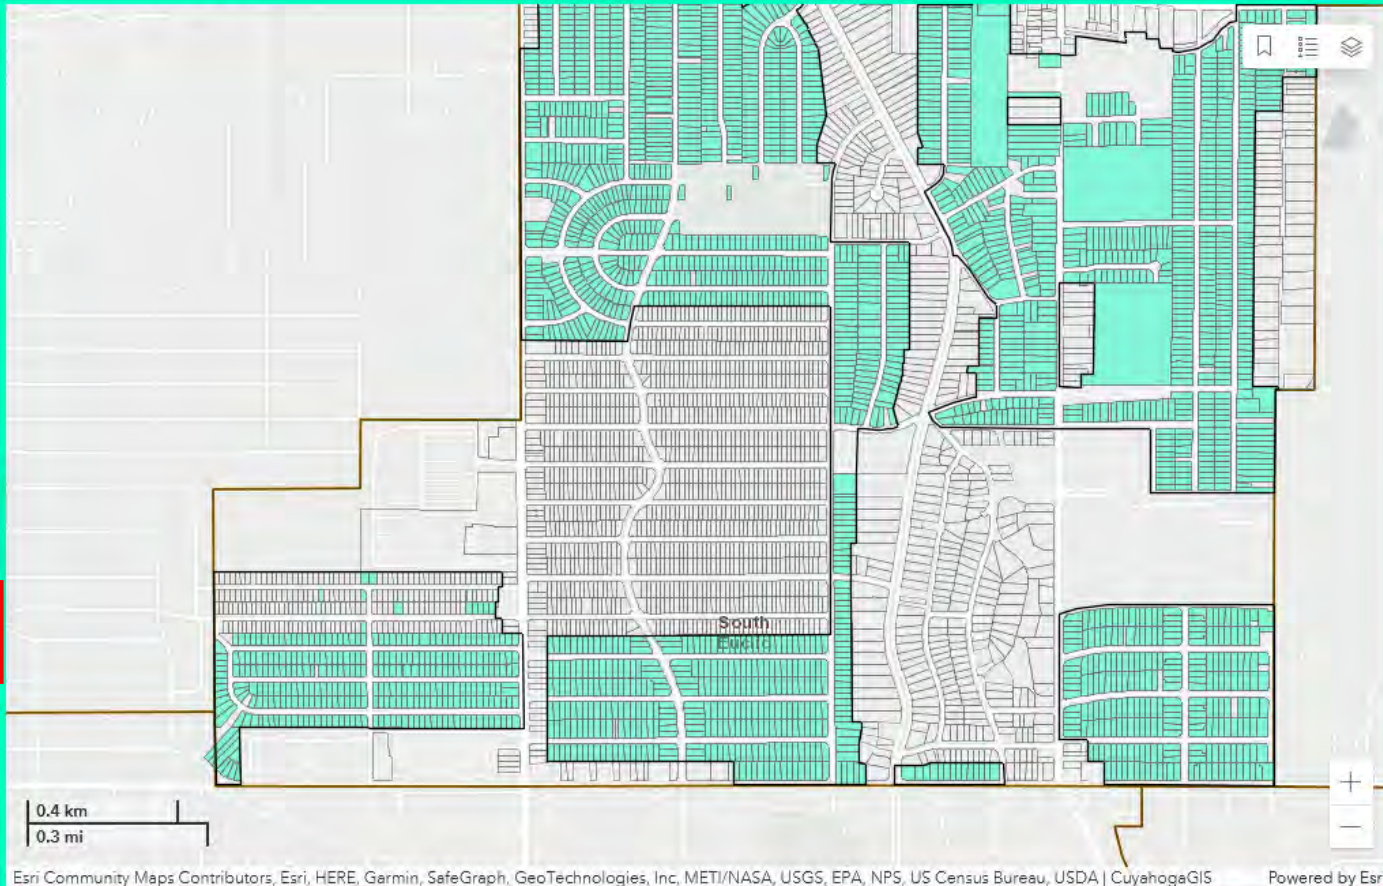 South
Euclid
0.4 km
0.3 mi
+
−
Esri Community Maps Contributors, Esri, HERE, Garmin, SafeGraph, GeoTechnologies, Inc, METI/NASA, USGS, EPA, NPS, US Census Bureau, USDA | CuyahogaGIS
Powered by Esr